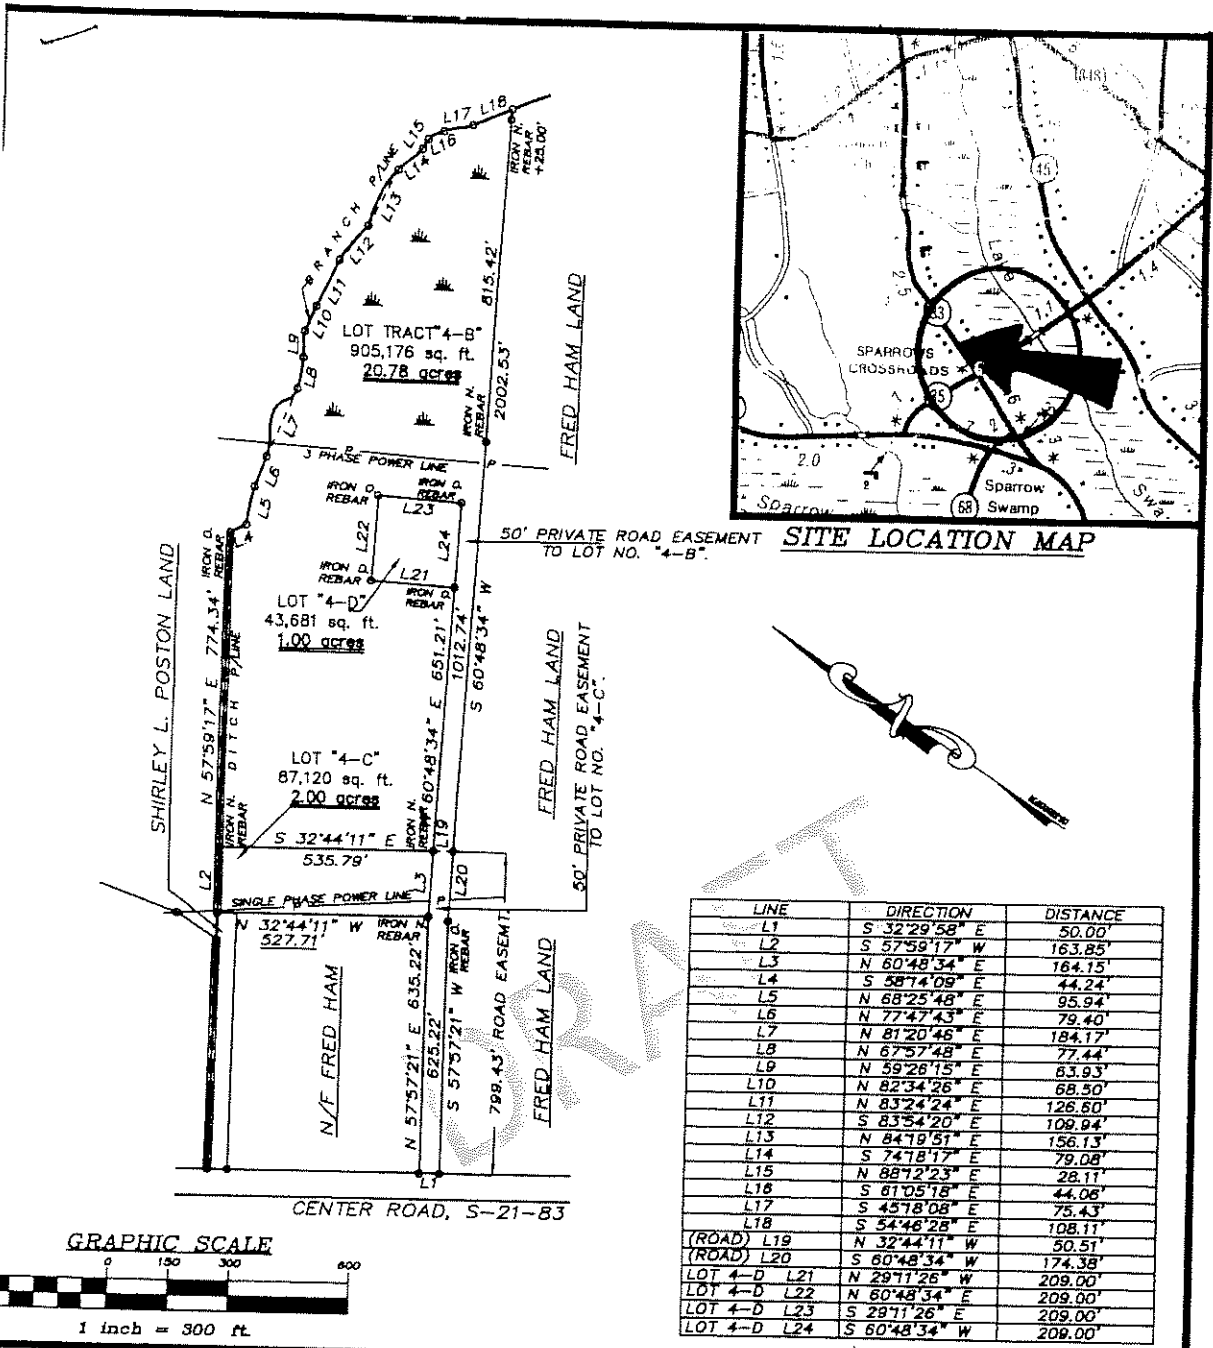 L15
L16
L17
L18
L14
L13
L12
L10 L11
L9
L8
L7
L6
L5
L4
BRANCH P/LINE
IRON N.
REBAR
+25.00'
815.42'
2002.53'
FRED HAM LAND
LOT TRACT "4-B"
905,176 sq. ft.
20.78 acres
IRON N.
REBAR
P
P
3 PHASE POWER LINE
IRON O.
REBAR
IRON O.
REBAR
L23
L22
L24
L21
IRON O.
REBAR
IRON O.
REBAR
50' PRIVATE ROAD EASEMENT
TO LOT NO. "4-B".
LOT "4-D"
43,681 sq. ft.
1.00 acres
SHIRLEY L. POSTON LAND
N 57°59'17" E 774.34'
IRON O.
REBAR
DITCH P/LINE
N 60°48'34" E 651.21'
1012.74'
S 60°48'34" W
FRED HAM LAND
50' PRIVATE ROAD EASEMENT
TO LOT NO. "4-C".
LOT "4-C"
87,120 sq. ft.
2.00 acres
IRON N.
REBAR
IRON N.
REBAR
L19
S 32°44'11" E
535.79'
L2
L3
L20
P
SINGLE PHASE POWER LINE
N 32°44'11" W
527.71'
IRON N.
REBAR
IRON O.
REBAR
N/F FRED HAM
N 57°57'21" E 635.22'
625.22'
S 57°57'21" W
799.43' ROAD EASEMT.
FRED HAM LAND
L1
CENTER ROAD, S-21-83
GRAPHIC SCALE
0 150 300 600
1 inch = 300 ft.
45
2.5
Lake
1.1
1.4
83
SPARROWS
CROSSROADS
35
2.0
.3
3
Sparrow
Swamp
68
Sparrow
Swa
SITE LOCATION MAP
DRAFT
LINE DIRECTION DISTANCE
L1 S 32°29'58" E 50.00'
L2 S 57°59'17" W 163.85'
L3 N 60°48'34" E 164.15'
L4 S 58°14'09" E 44.24'
L5 N 68°25'48" E 95.94'
L6 N 77°47'43" E 79.40'
L7 N 81°20'46" E 184.17'
L8 N 67°57'48" E 77.44'
L9 N 59°26'15" E 63.93'
L10 N 82°34'26" E 68.50'
L11 N 83°24'24" E 126.60'
L12 S 83°54'20" E 109.94'
L13 N 84°19'51" E 156.13'
L14 S 74°18'17" E 79.08'
L15 N 88°12'23" E 28.11'
L16 S 61°05'18" E 44.06'
L17 S 45°18'08" E 75.43'
L18 S 54°46'28" E 108.11'
(ROAD) L19 N 32°44'11" W 50.51'
(ROAD) L20 S 60°48'34" W 174.38'
LOT 4-D L21 N 29°11'26" W 209.00'
LOT 4-D L22 N 60°48'34" E 209.00'
LOT 4-D L23 S 29°11'26" E 209.00'
LOT 4-D L24 S 60°48'34" W 209.00'